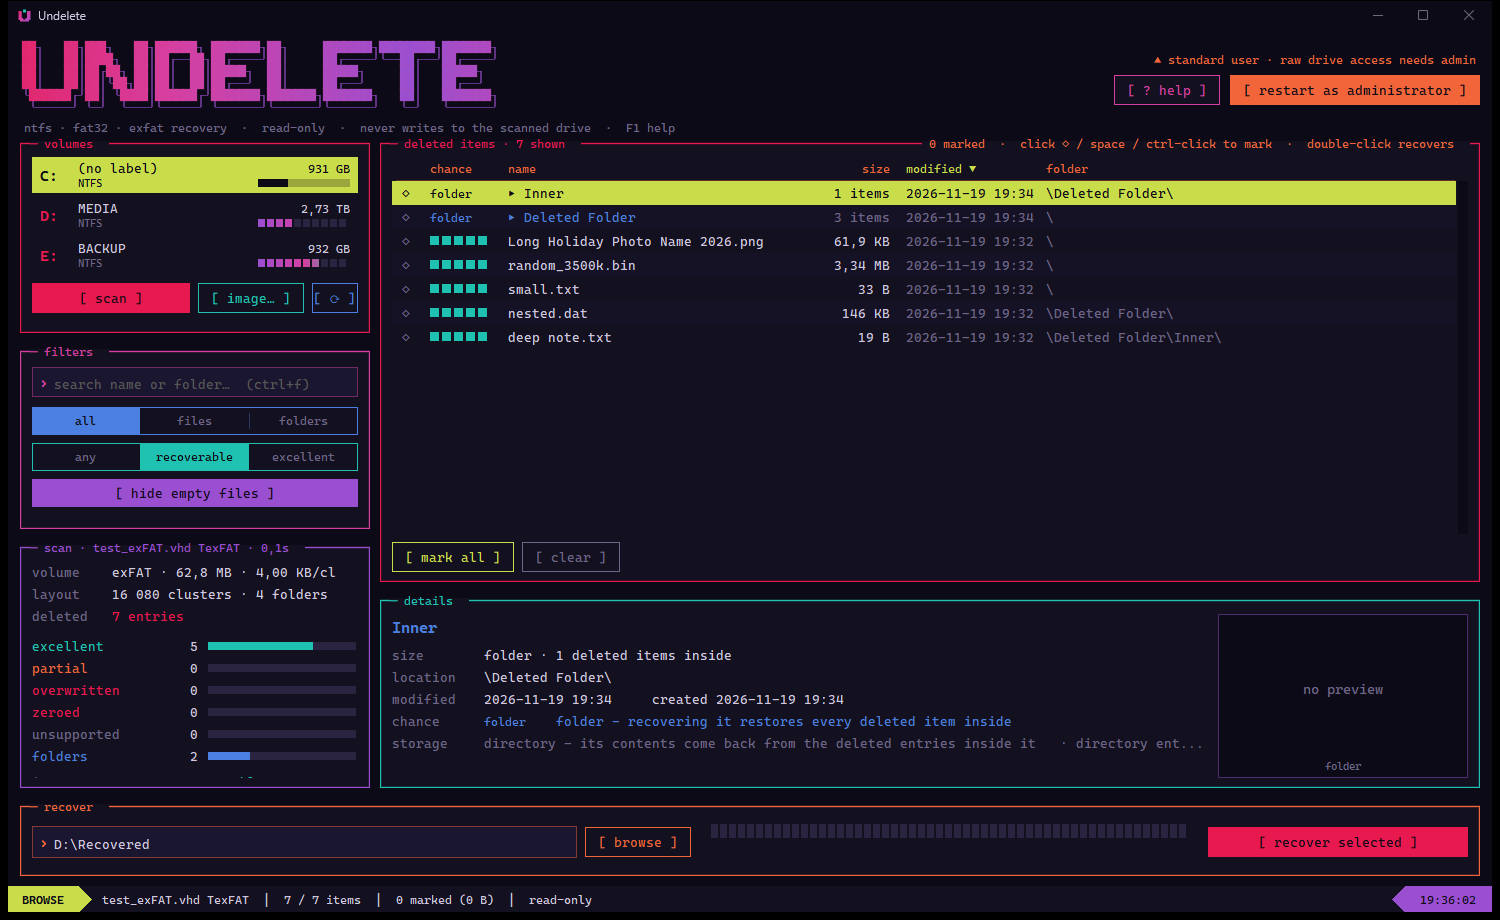 Undelete
UNDELETE
▲ standard user · raw drive access needs admin
[ ? help ]
[ restart as administrator ]
ntfs · fat32 · exfat recovery · read-only · never writes to the scanned drive · F1 help
volumes
C: (no label) 931 GB
NTFS
D: MEDIA 2,73 TB
NTFS
E: BACKUP 932 GB
NTFS
[ scan ] [ image… ] [ ⟳ ]
filters
› search name or folder… (ctrl+f)
all files folders
any recoverable excellent
[ hide empty files ]
scan · test_exFAT.vhd TexFAT · 0,1s
volume exFAT · 62,8 MB · 4,00 KB/cl
layout 16 080 clusters · 4 folders
deleted 7 entries
excellent 5
partial 0
overwritten 0
zeroed 0
unsupported 0
folders 2
deleted items · 7 shown
0 marked · click ◇ / space / ctrl-click to mark · double-click recovers
chance name size modified ▼ folder
◇ folder ▸ Inner 1 items 2026-11-19 19:34 \Deleted Folder\
◇ folder ▸ Deleted Folder 3 items 2026-11-19 19:34 \
◇ Long Holiday Photo Name 2026.png 61,9 KB 2026-11-19 19:32 \
◇ random_3500k.bin 3,34 MB 2026-11-19 19:32 \
◇ small.txt 33 B 2026-11-19 19:32 \
◇ nested.dat 146 KB 2026-11-19 19:32 \Deleted Folder\
◇ deep note.txt 19 B 2026-11-19 19:32 \Deleted Folder\Inner\
[ mark all ] [ clear ]
details
Inner
size folder · 1 deleted items inside
location \Deleted Folder\
modified 2026-11-19 19:34 created 2026-11-19 19:34
chance folder folder — recovering it restores every deleted item inside
storage directory — its contents come back from the deleted entries inside it · directory ent...
no preview
folder
recover
› D:\Recovered
[ browse ]
[ recover selected ]
BROWSE test_exFAT.vhd TexFAT | 7 / 7 items | 0 marked (0 B) | read-only
19:36:02